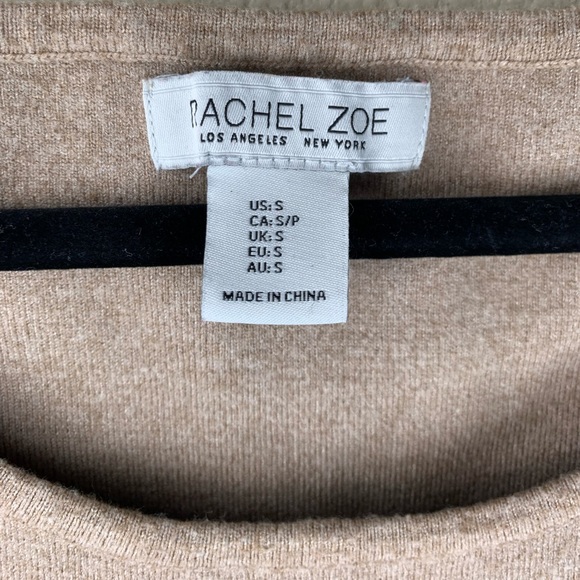 RACHEL ZOE
LOS ANGELES NEW YORK
US: S
CA: S/P
UK: S
EU: S
AU: S
MADE IN CHINA